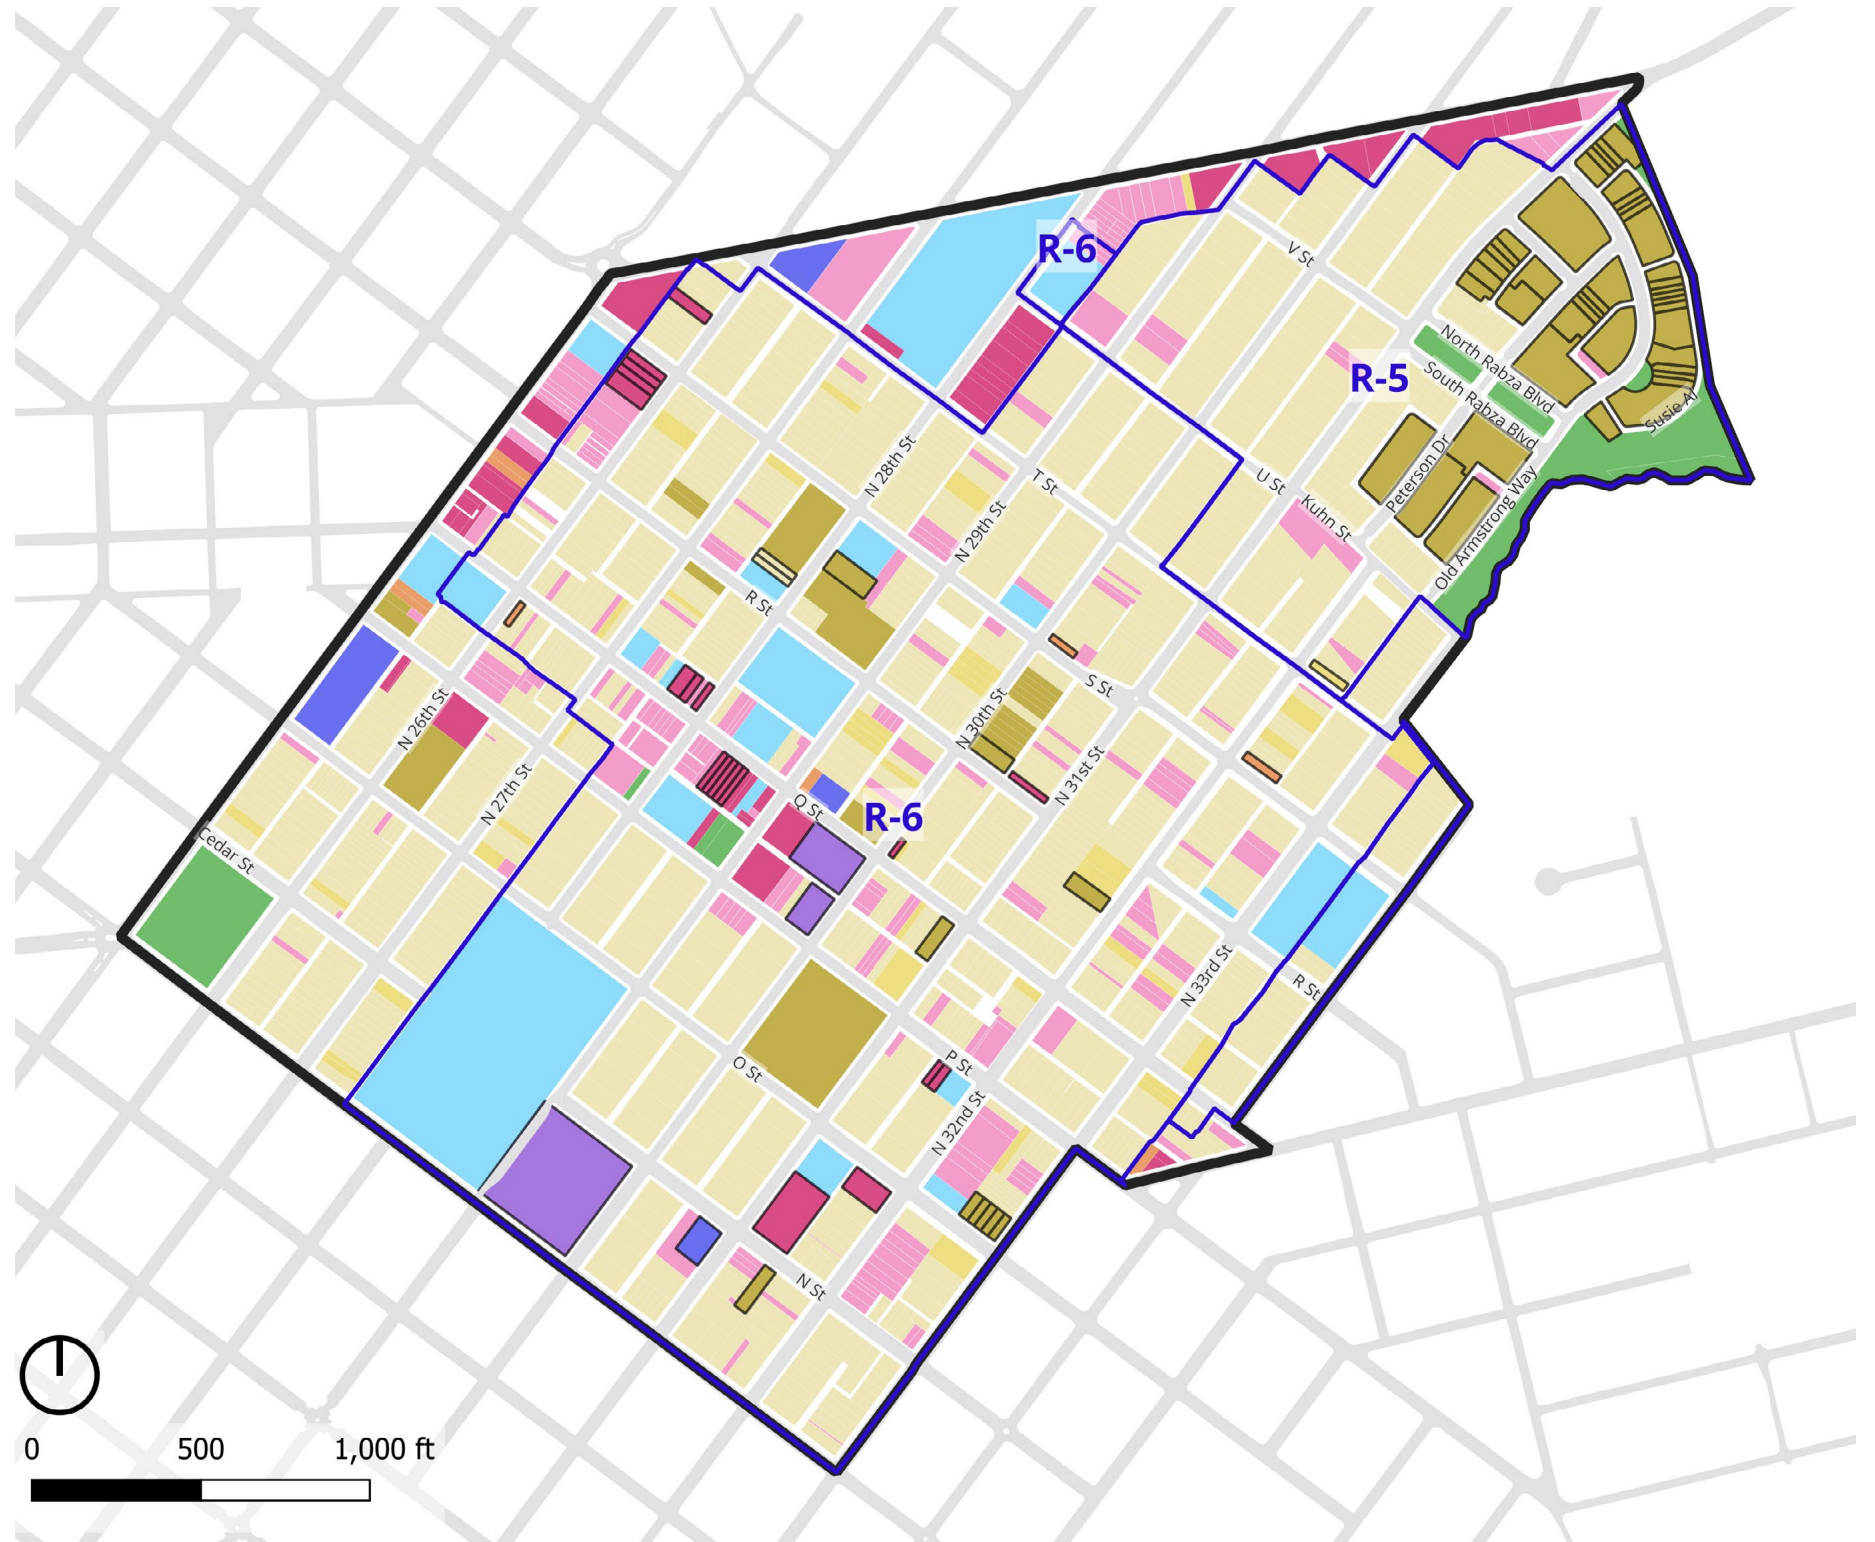 R-6
V St
North Rabza Blvd
R-5
South Rabza Blvd
Susie Al
N 28th St
T St
U St
Peterson Dr
Kuhn St
N 29th St
Old Armstrong Way
R St
S St
N 30th St
N 26th St
N 31st St
N 27th St
Q St
R-6
Cedar St
N 33rd St
R St
P St
O St
N 32nd St
N St
0 500 1,000 ft